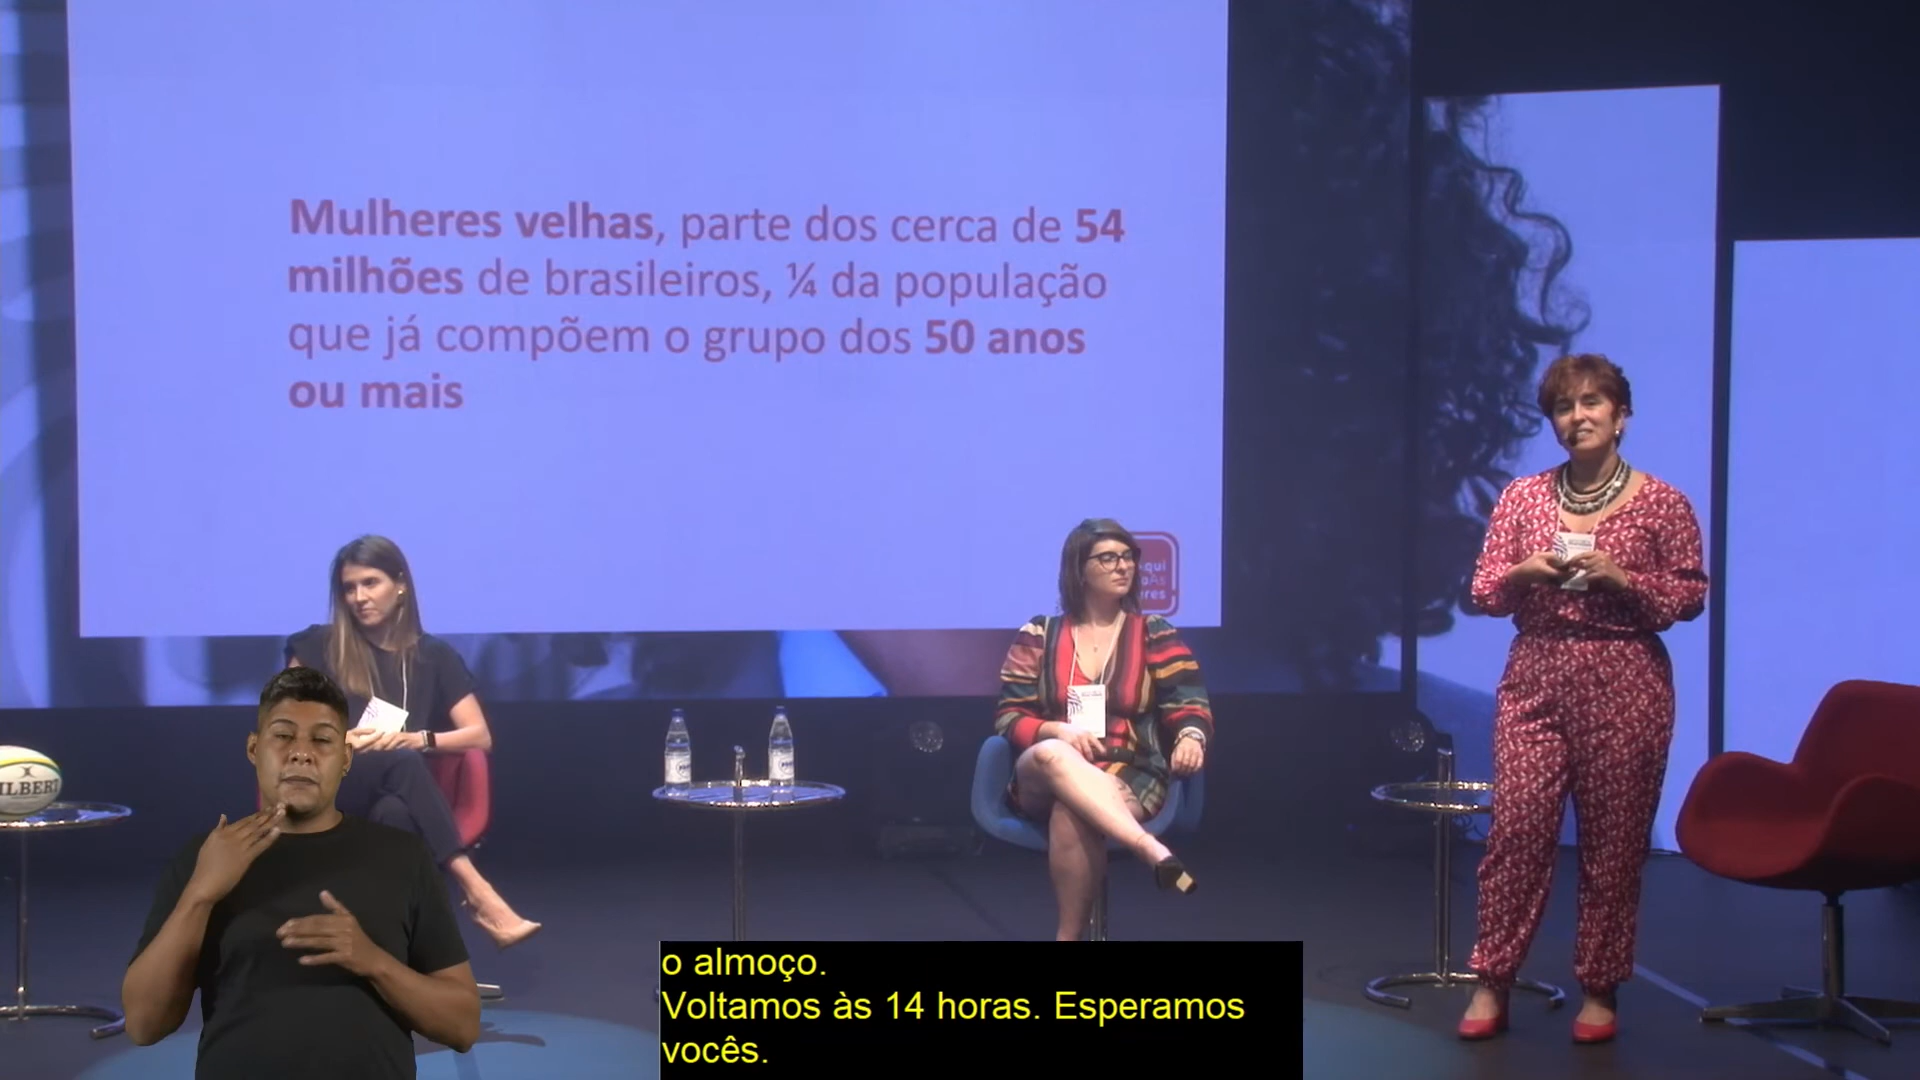 Mulheres velhas, parte dos cerca de 54
milhões de brasileiros, ¼ da população
que já compõem o grupo dos 50 anos
ou mais
o almoço.
Voltamos às 14 horas. Esperamos
vocês.